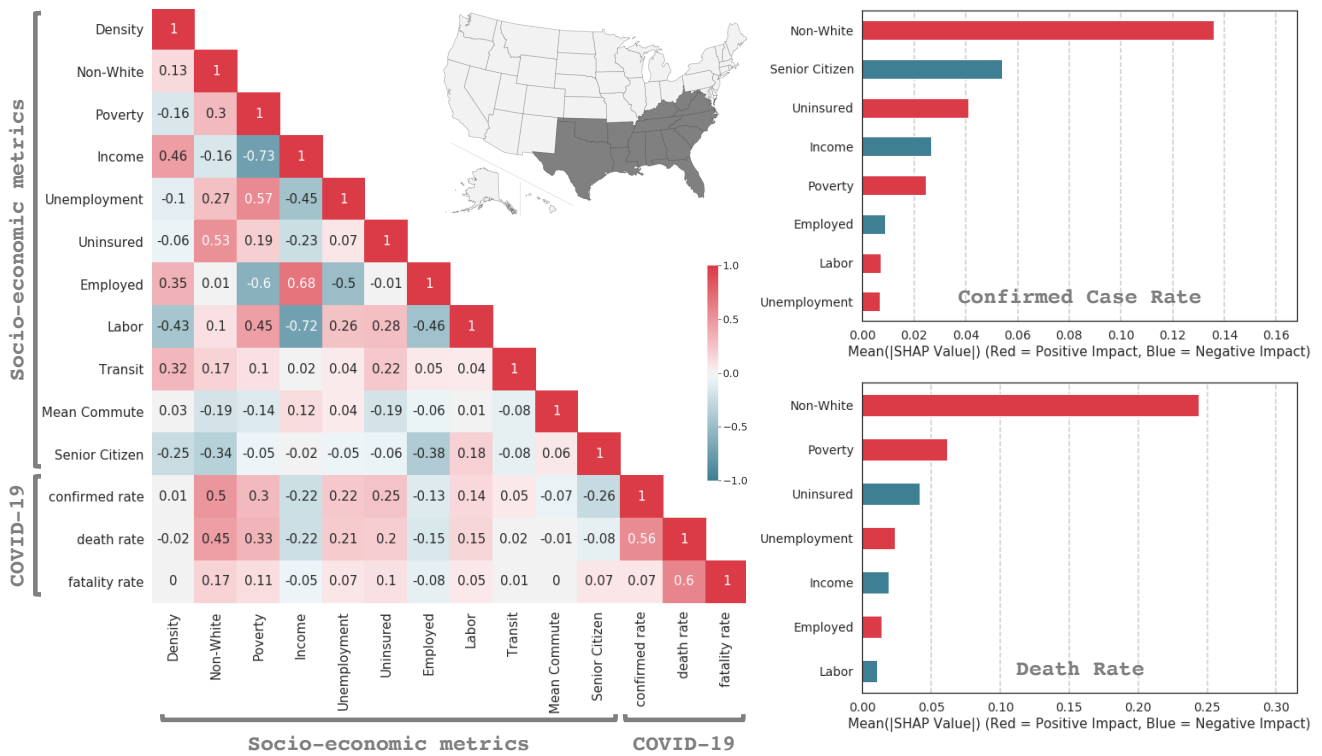 Socio-economic metrics
COVID-19
Density 1
Non-White 0.13 1
Poverty -0.16 0.3 1
Income 0.46 -0.16 -0.73 1
Unemployment -0.1 0.27 0.57 -0.45 1
Uninsured -0.06 0.53 0.19 -0.23 0.07 1
Employed 0.35 0.01 -0.6 0.68 -0.5 -0.01 1
Labor -0.43 0.1 0.45 -0.72 0.26 0.28 -0.46 1
Transit 0.32 0.17 0.1 0.02 0.04 0.22 0.05 0.04 1
Mean Commute 0.03 -0.19 -0.14 0.12 0.04 -0.19 -0.06 0.01 -0.08 1
Senior Citizen -0.25 -0.34 -0.05 -0.02 -0.05 -0.06 -0.38 0.18 -0.08 0.06 1
confirmed rate 0.01 0.5 0.3 -0.22 0.22 0.25 -0.13 0.14 0.05 -0.07 -0.26 1
death rate -0.02 0.45 0.33 -0.22 0.21 0.2 -0.15 0.15 0.02 -0.01 -0.08 0.56 1
fatality rate 0 0.17 0.11 -0.05 0.07 0.1 -0.08 0.05 0.01 0 0.07 0.07 0.6 1
Density
Non-White
Poverty
Income
Unemployment
Uninsured
Employed
Labor
Transit
Mean Commute
Senior Citizen
confirmed rate
death rate
fatality rate
Socio-economic metrics
COVID-19
1.0
0.5
0.0
−0.5
−1.0
Non-White
Senior Citizen
Uninsured
Income
Poverty
Employed
Labor
Unemployment
Confirmed Case Rate
0.00 0.02 0.04 0.06 0.08 0.10 0.12 0.14 0.16
Mean(|SHAP Value|) (Red = Positive Impact, Blue = Negative Impact)
Non-White
Poverty
Uninsured
Unemployment
Income
Employed
Labor
Death Rate
0.00 0.05 0.10 0.15 0.20 0.25 0.30
Mean(|SHAP Value|) (Red = Positive Impact, Blue = Negative Impact)